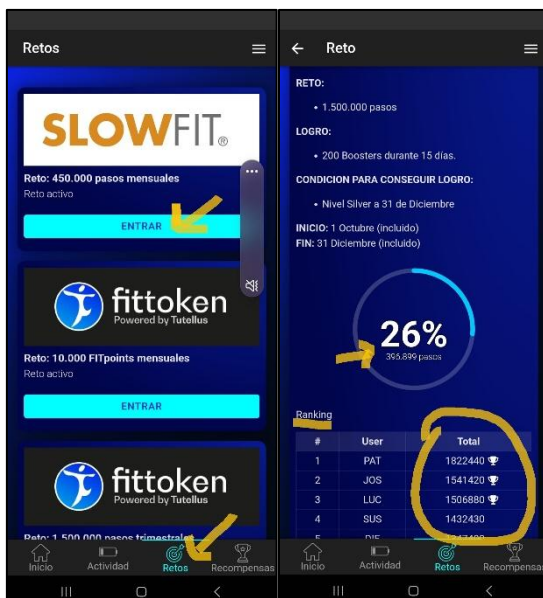 Retos
SLOWFIT®
Reto: 450.000 pasos mensuales
Reto activo
ENTRAR
fittoken
Powered by Tutellus
Reto: 10.000 FITpoints mensuales
Reto activo
ENTRAR
fittoken
Powered by Tutellus
Reto: 1.500.000 pasos trimestrales
Inicio
Actividad
Retos
Recompensas
Reto
RETO:
• 1.500.000 pasos
LOGRO:
• 200 Boosters durante 15 días.
CONDICION PARA CONSEGUIR LOGRO:
• Nivel Silver a 31 de Diciembre
INICIO: 1 Octubre (incluido)
FIN: 31 Diciembre (incluido)
26%
396.899 pasos
Ranking
# User Total
1 PAT 1822440
2 JOS 1541420
3 LUC 1506880
4 SUS 1432430
Inicio
Actividad
Retos
Recompensas